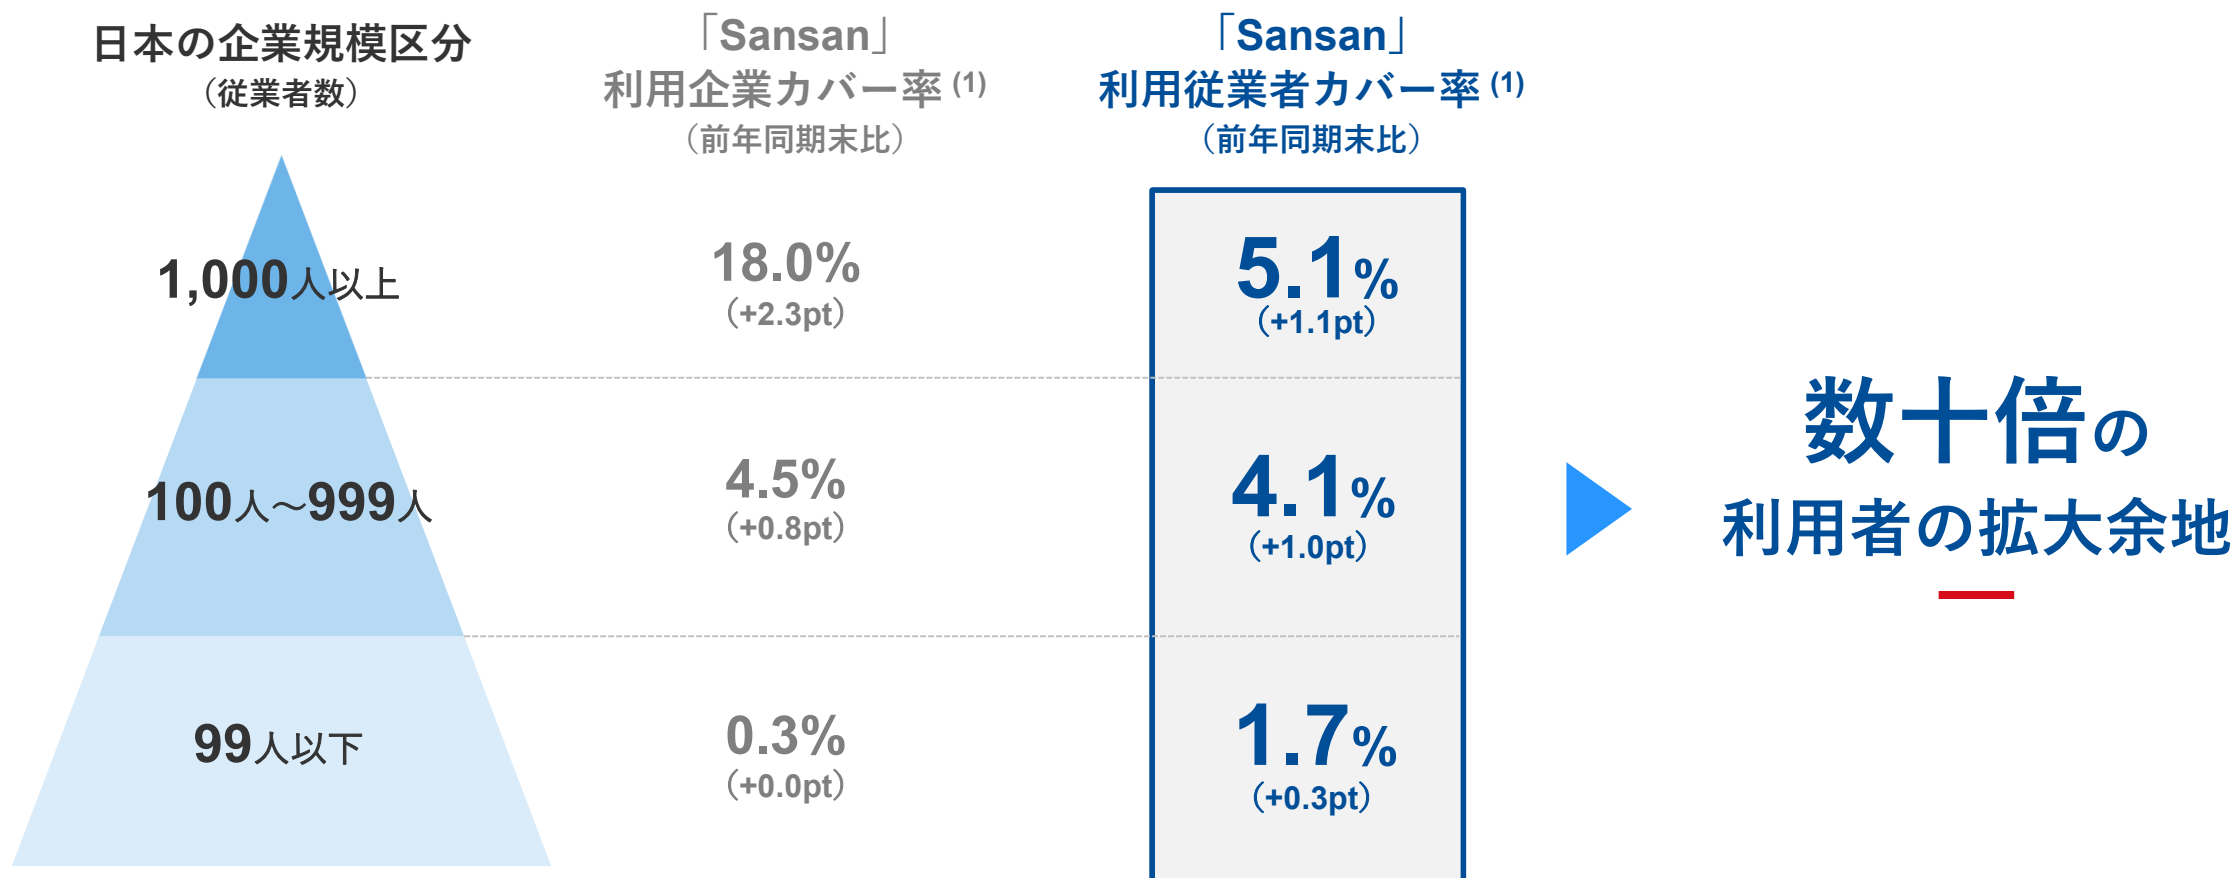 日本の企業規模区分
（従業者数）
「Sansan」
利用企業カバー率 (1)
（前年同期末比）
「Sansan」
利用従業者カバー率 (1)
（前年同期末比）
1,000人以上
18.0%
（+2.3pt）
5.1%
（+1.1pt）
100人～999人
4.5%
（+0.8pt）
4.1%
（+1.0pt）
99人以下
0.3%
（+0.0pt）
1.7%
（+0.3pt）
数十倍の
利用者の拡大余地